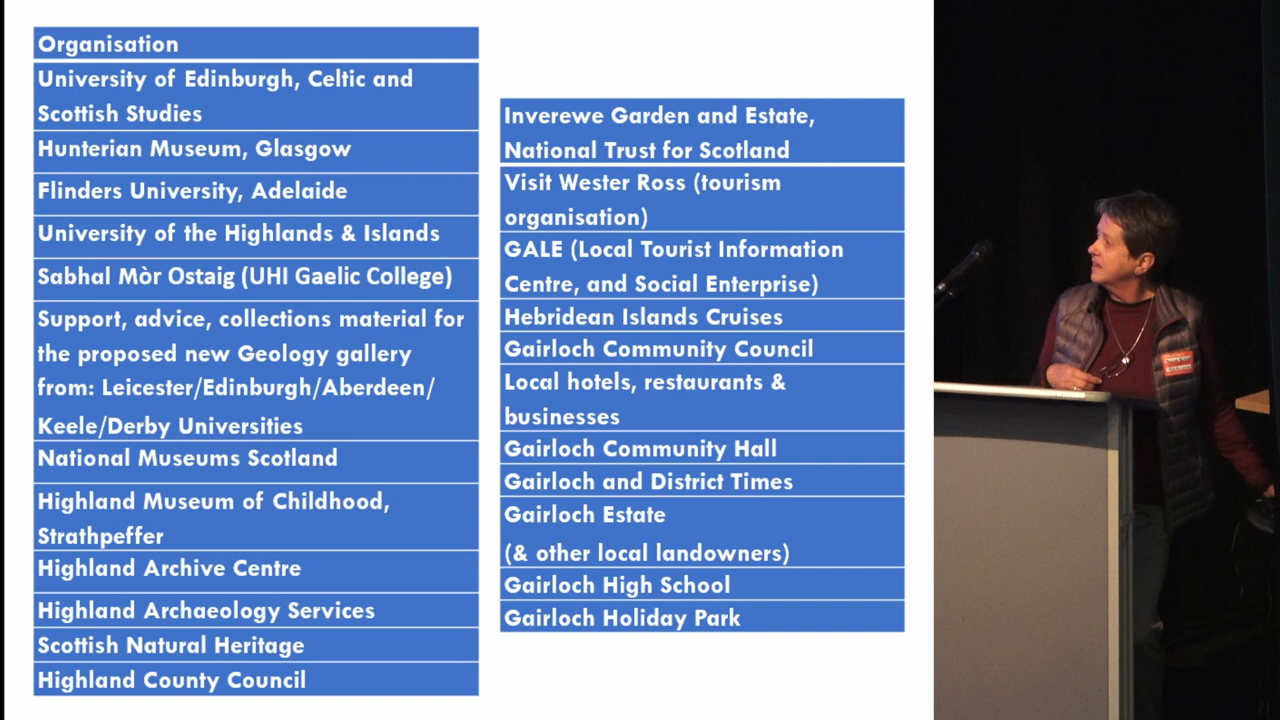 Organisation
University of Edinburgh, Celtic and
Scottish Studies
Hunterian Museum, Glasgow
Flinders University, Adelaide
University of the Highlands & Islands
Sabhal Mòr Ostaig (UHI Gaelic College)
Support, advice, collections material for
the proposed new Geology gallery
from: Leicester/Edinburgh/Aberdeen/
Keele/Derby Universities
National Museums Scotland
Highland Museum of Childhood,
Strathpeffer
Highland Archive Centre
Highland Archaeology Services
Scottish Natural Heritage
Highland County Council
Inverewe Garden and Estate,
National Trust for Scotland
Visit Wester Ross (tourism
organisation)
GALE (Local Tourist Information
Centre, and Social Enterprise)
Hebridean Islands Cruises
Gairloch Community Council
Local hotels, restaurants &
businesses
Gairloch Community Hall
Gairloch and District Times
Gairloch Estate
(& other local landowners)
Gairloch High School
Gairloch Holiday Park